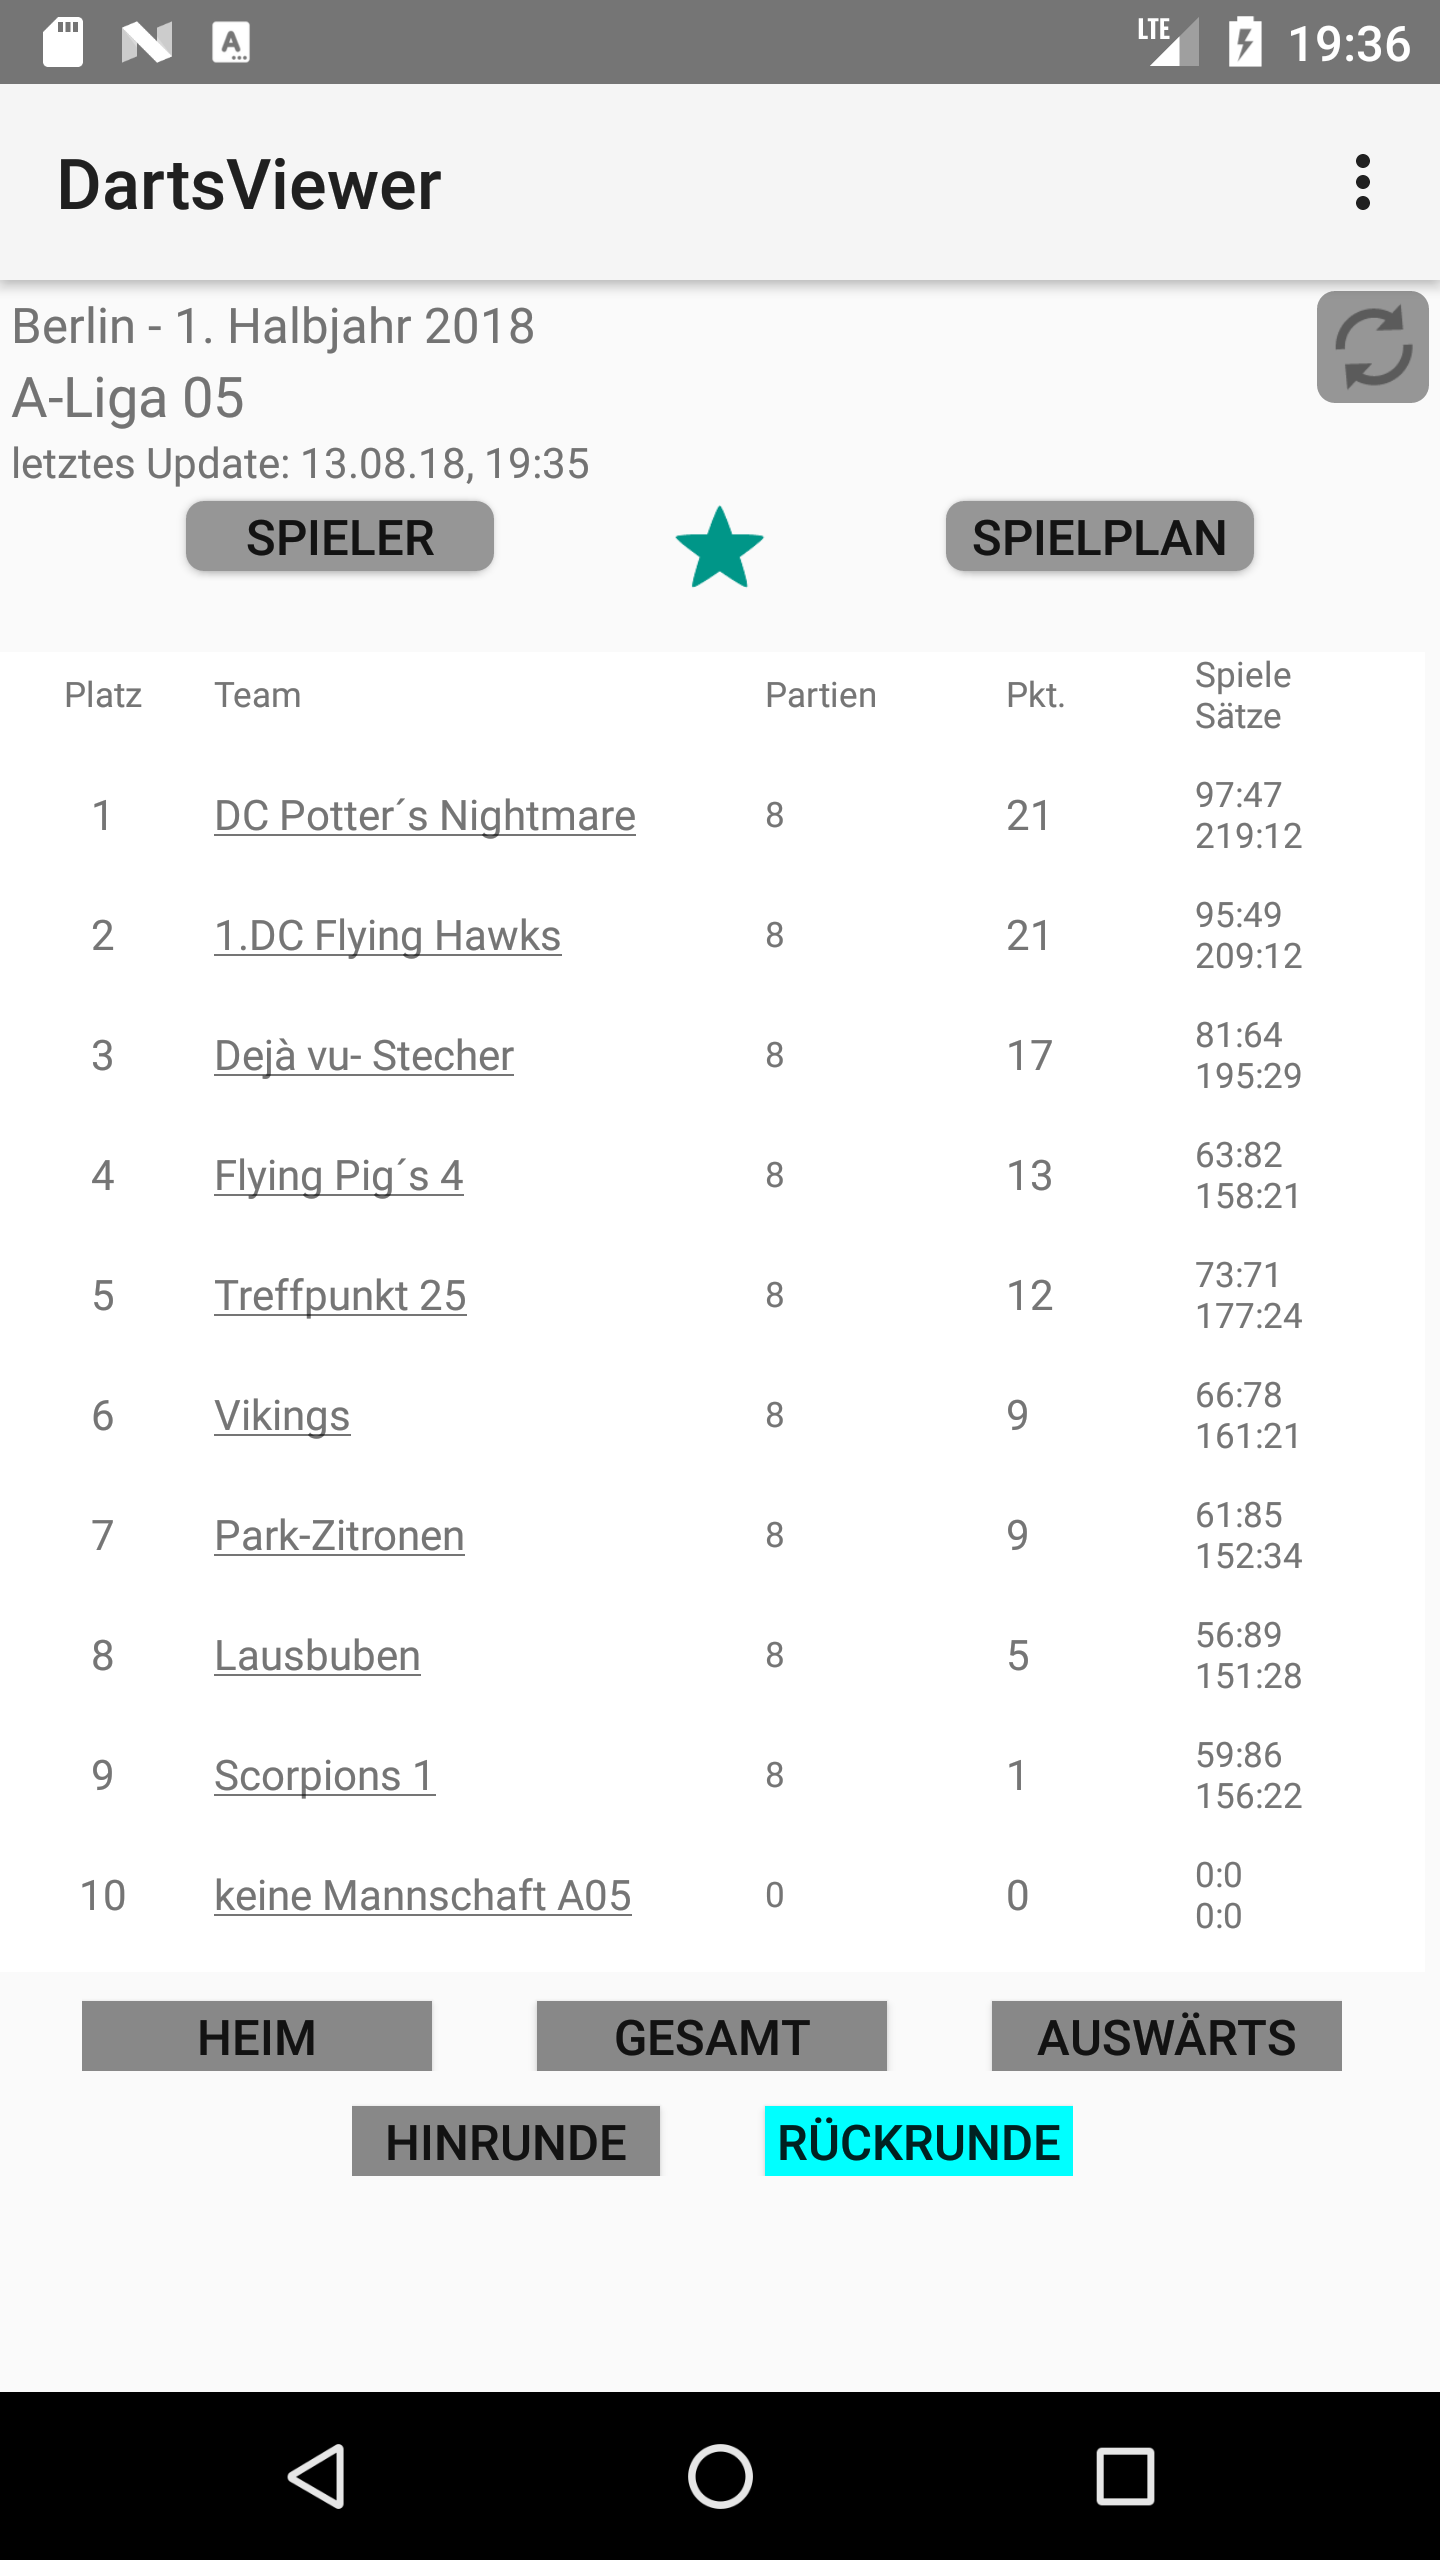 LTE 19:36
DartsViewer
Berlin - 1. Halbjahr 2018
A-Liga 05
letztes Update: 13.08.18, 19:35
SPIELER SPIELPLAN
Platz Team Partien Pkt. Spiele
Sätze
1 DC Potter´s Nightmare 8 21 97:47
219:12
2 1.DC Flying Hawks 8 21 95:49
209:12
3 Dejà vu- Stecher 8 17 81:64
195:29
4 Flying Pig´s 4 8 13 63:82
158:21
5 Treffpunkt 25 8 12 73:71
177:24
6 Vikings 8 9 66:78
161:21
7 Park-Zitronen 8 9 61:85
152:34
8 Lausbuben 8 5 56:89
151:28
9 Scorpions 1 8 1 59:86
156:22
10 keine Mannschaft A05 0 0 0:0
0:0
HEIM GESAMT AUSWÄRTS
HINRUNDE RÜCKRUNDE